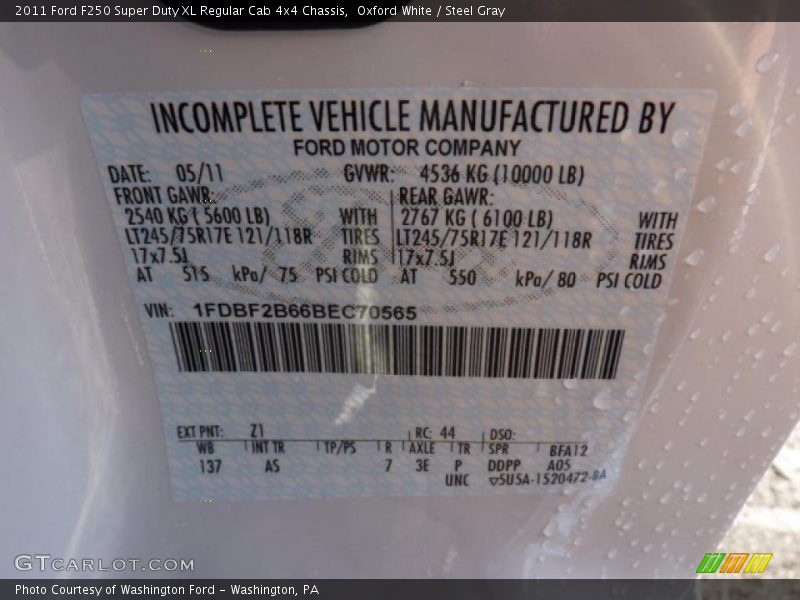 2011 Ford F250 Super Duty XL Regular Cab 4x4 Chassis,  Oxford White / Steel Gray
INCOMPLETE VEHICLE MANUFACTURED BY
FORD MOTOR COMPANY
DATE: 05/11 GVWR: 4536 KG (10000 LB)
FRONT GAWR: REAR GAWR:
2540 KG ( 5600 LB) WITH 2767 KG ( 6100 LB) WITH
LT245/75R17E 121/118R TIRES LT245/75R17E 121/118R TIRES
17x7.5J RIMS 17x7.5J RIMS
AT 515 kPa/ 75 PSI COLD AT 550 kPa/ 80 PSI COLD
VIN: 1FDBF2B66BEC70565
EXT PNT: Z1 RC: 44 DSO:
WB INT TR TP/PS R AXLE TR SPR BFA12
137 AS 7 3E P DDPP A05
UNC ▽5U5A-1520472-BA
GTCARLOT.COM
Photo Courtesy of Washington Ford - Washington, PA